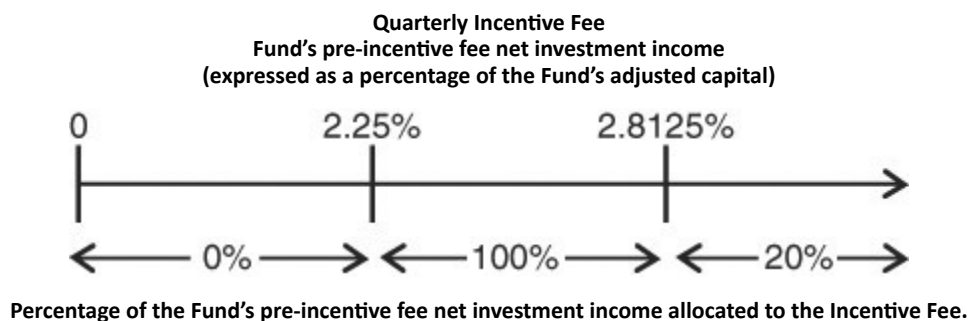 Quarterly Incentive Fee
Fund’s pre-incentive fee net investment income
(expressed as a percentage of the Fund’s adjusted capital)
0 2.25% 2.8125%
0% 100% 20%
Percentage of the Fund’s pre-incentive fee net investment income allocated to the Incentive Fee.